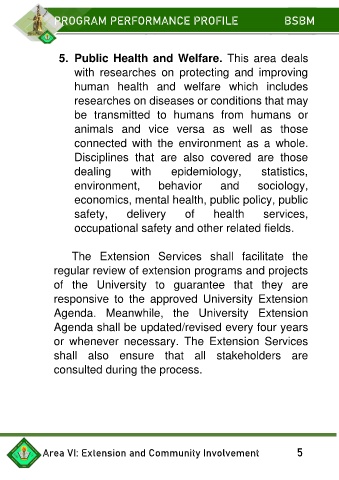 PROGRAM PERFORMANCE PROFILE BSBM
5. Public Health and Welfare. This area deals
with researches on protecting and improving
human health and welfare which includes
researches on diseases or conditions that may
be transmitted to humans from humans or
animals and vice versa as well as those
connected with the environment as a whole.
Disciplines that are also covered are those
dealing with epidemiology, statistics,
environment, behavior and sociology,
economics, mental health, public policy, public
safety, delivery of health services,
occupational safety and other related fields.
The Extension Services shall facilitate the
regular review of extension programs and projects
of the University to guarantee that they are
responsive to the approved University Extension
Agenda. Meanwhile, the University Extension
Agenda shall be updated/revised every four years
or whenever necessary. The Extension Services
shall also ensure that all stakeholders are
consulted during the process.
Area VI: Extension and Community Involvement 5